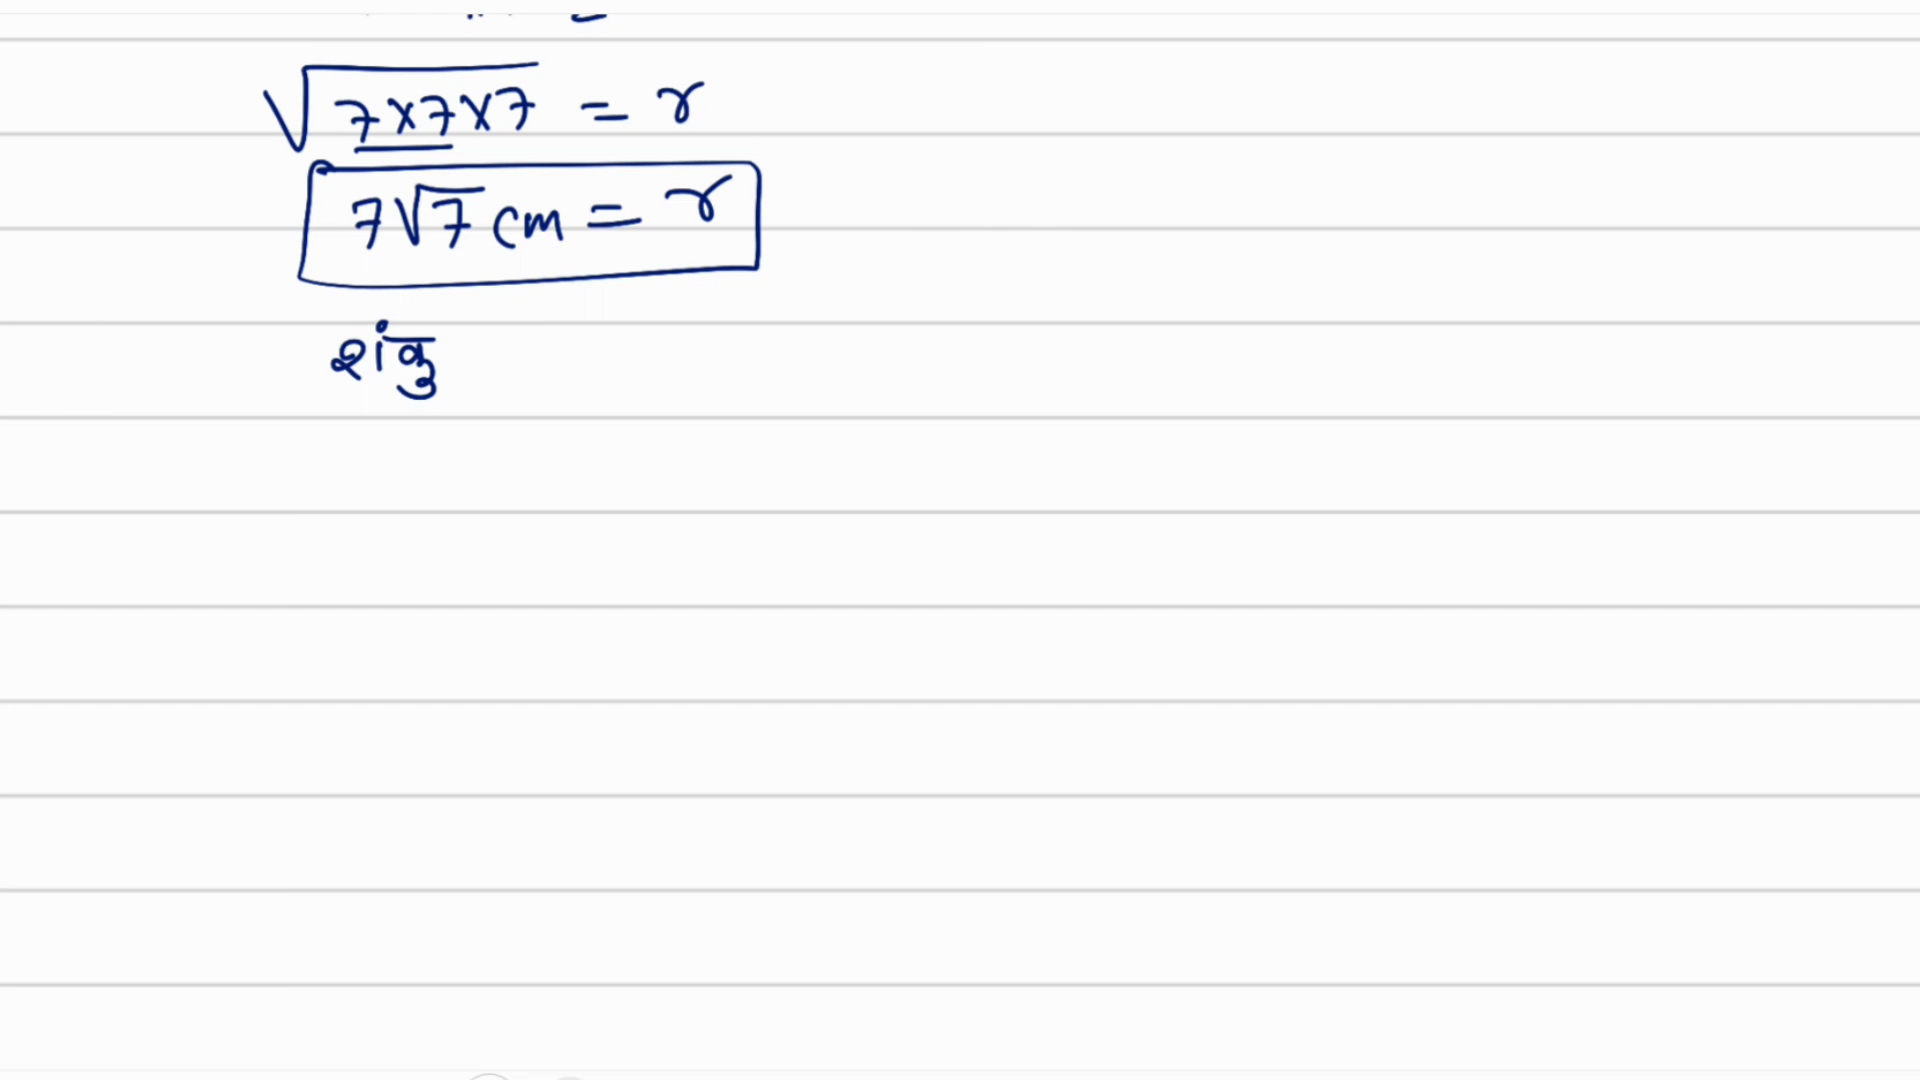 √7×7×7 = r
7√7 cm = r
शंकु